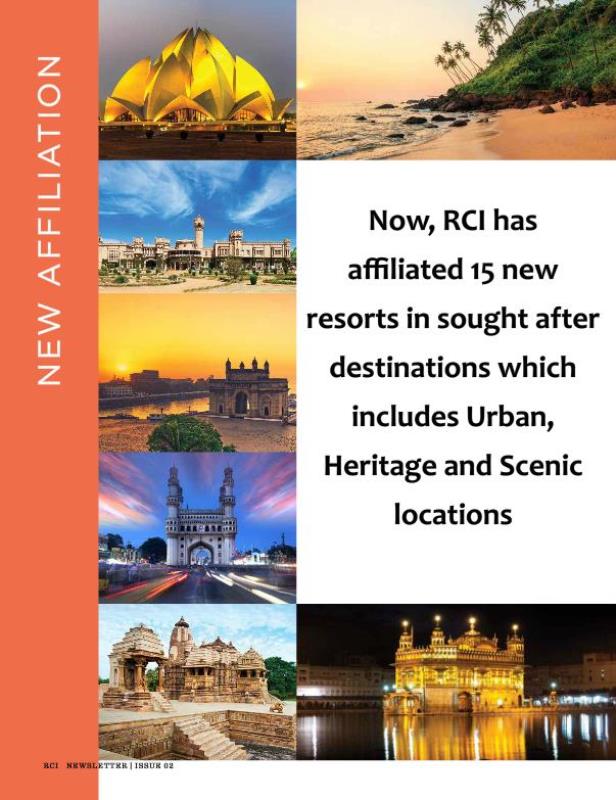 NEW AFFILIATION
Now, RCI has
affiliated 15 new
resorts in sought after
destinations which
includes Urban,
Heritage and Scenic
locations
RCI NEWSLETTER | ISSUE 02